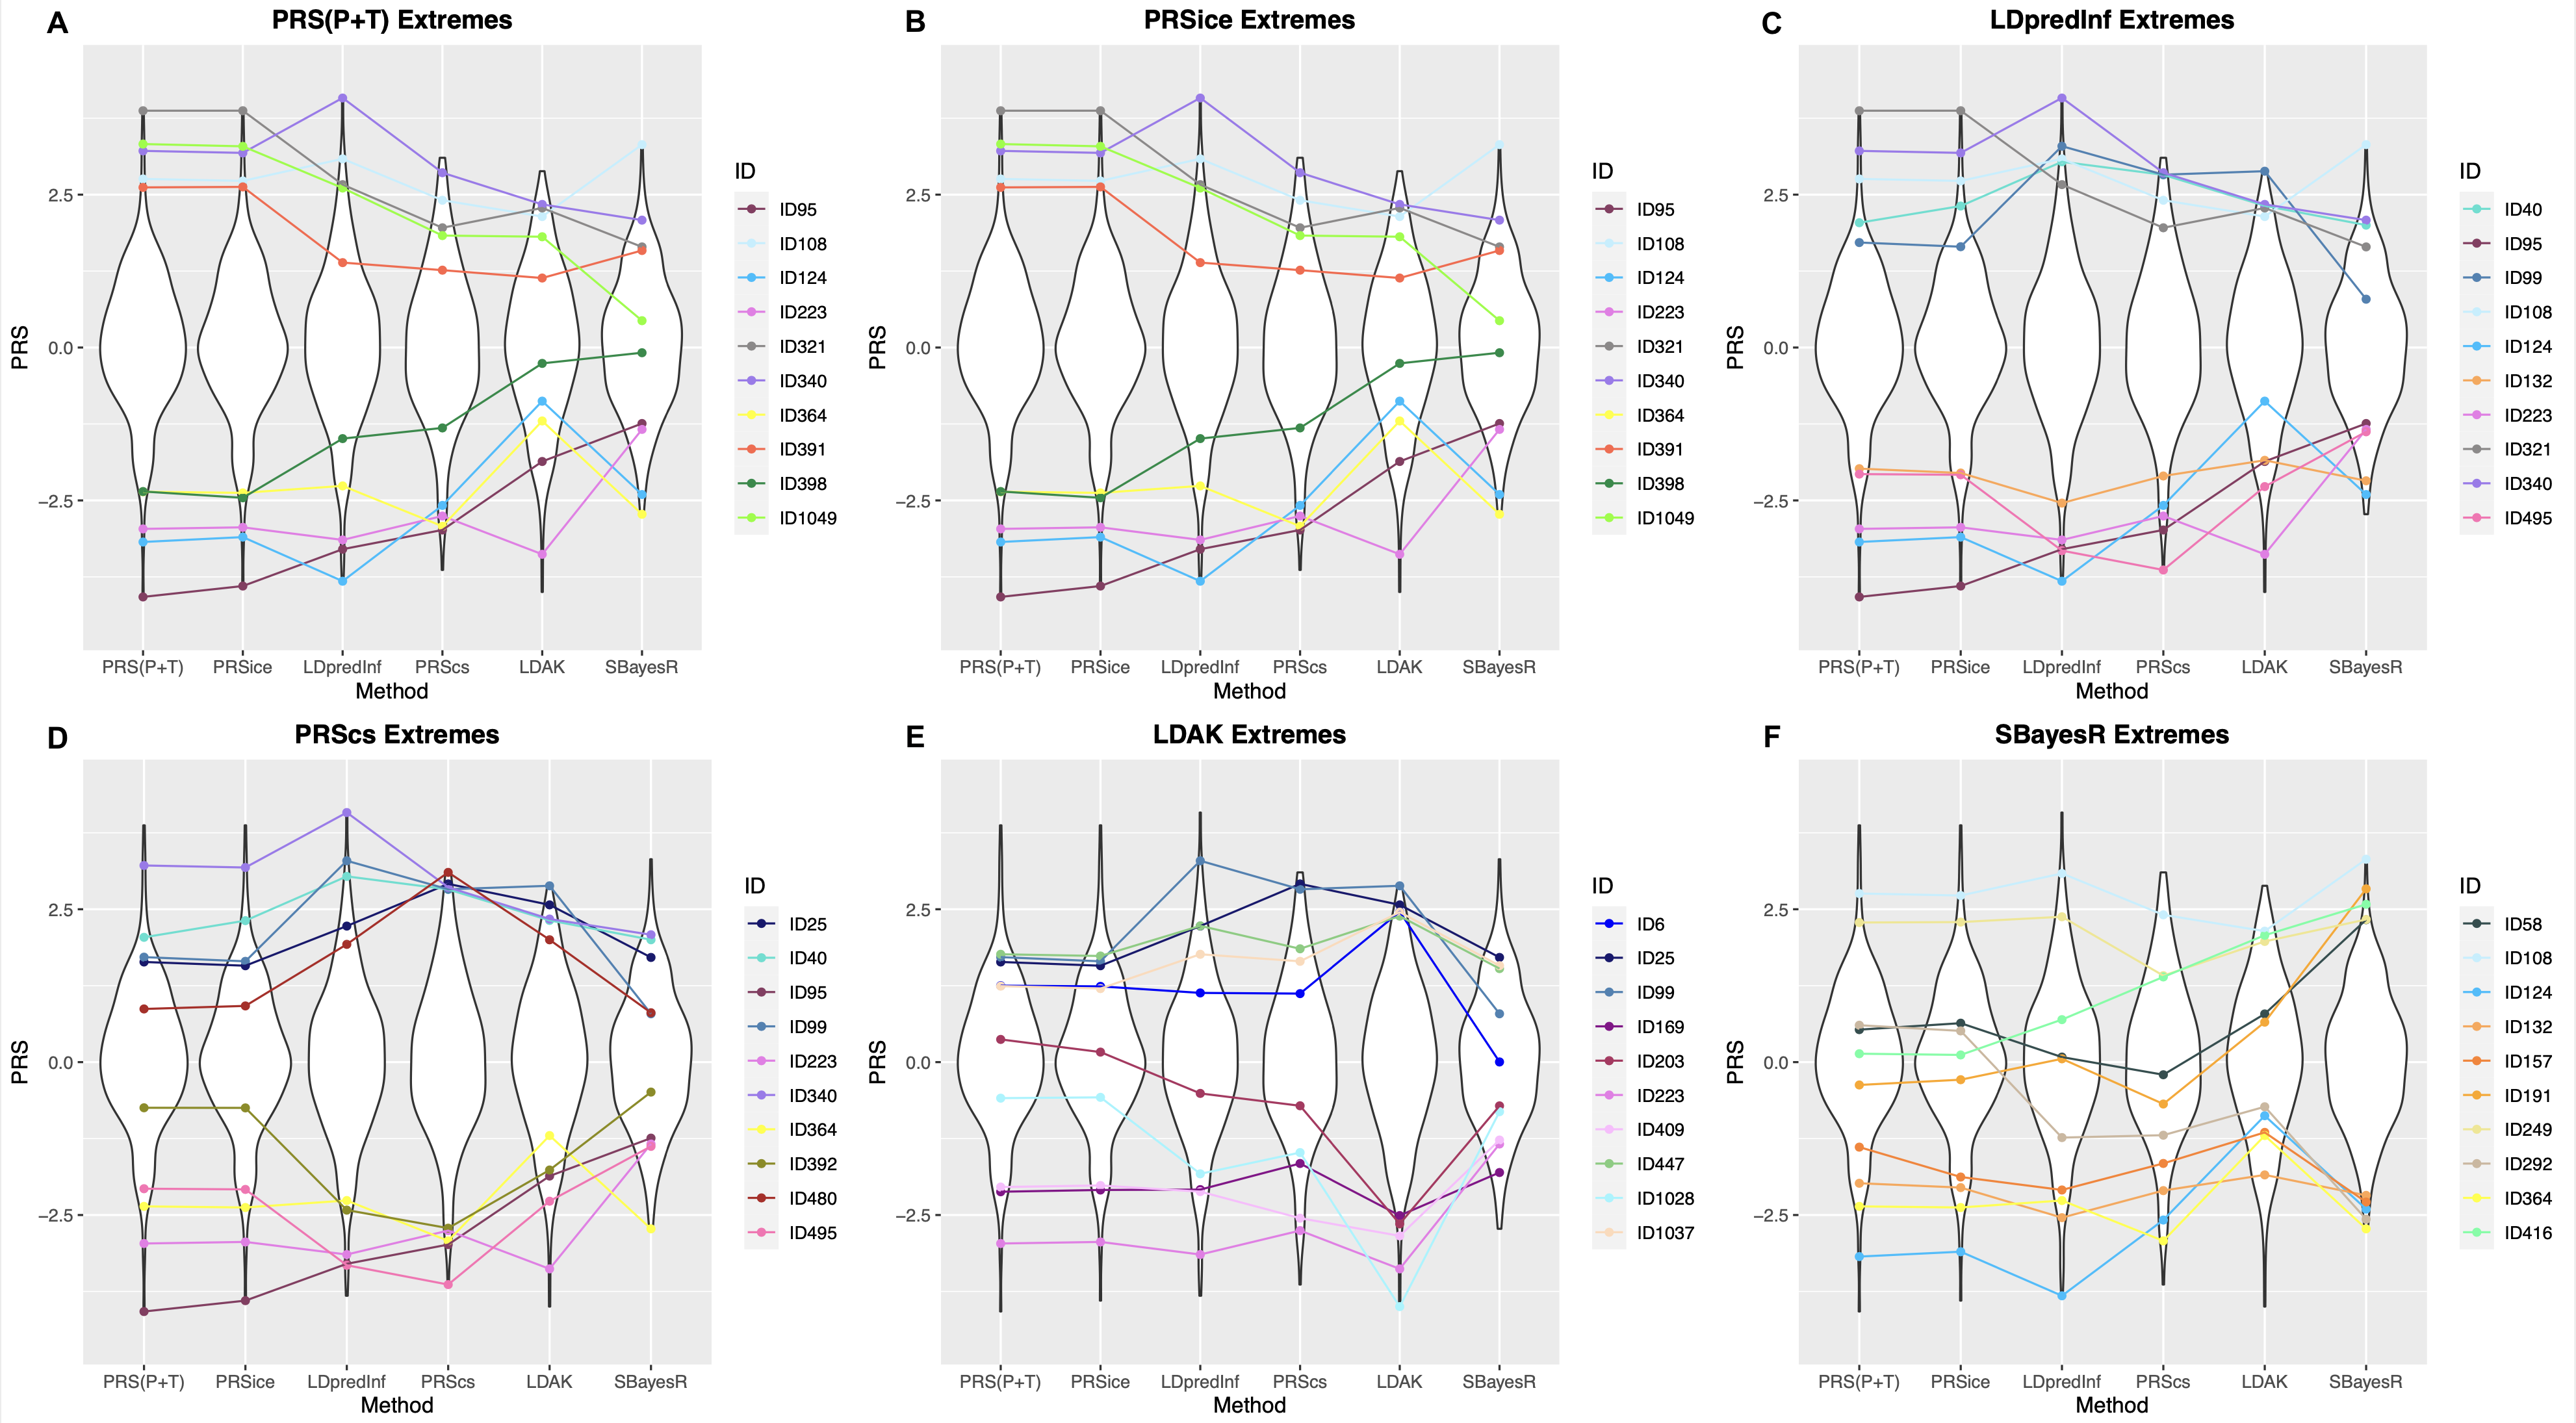 A
PRS(P+T) Extremes
PRS
2.5
0.0
−2.5
PRS(P+T) PRSice LDpredInf PRScs LDAK SBayesR
Method
ID
ID95
ID108
ID124
ID223
ID321
ID340
ID364
ID391
ID398
ID1049
B
PRSice Extremes
PRS
2.5
0.0
−2.5
PRS(P+T) PRSice LDpredInf PRScs LDAK SBayesR
Method
ID
ID95
ID108
ID124
ID223
ID321
ID340
ID364
ID391
ID398
ID1049
C
LDpredInf Extremes
PRS
2.5
0.0
−2.5
PRS(P+T) PRSice LDpredInf PRScs LDAK SBayesR
Method
ID
ID40
ID95
ID99
ID108
ID124
ID132
ID223
ID321
ID340
ID495
D
PRScs Extremes
PRS
2.5
0.0
−2.5
PRS(P+T) PRSice LDpredInf PRScs LDAK SBayesR
Method
ID
ID25
ID40
ID95
ID99
ID223
ID340
ID364
ID392
ID480
ID495
E
LDAK Extremes
PRS
2.5
0.0
−2.5
PRS(P+T) PRSice LDpredInf PRScs LDAK SBayesR
Method
ID
ID6
ID25
ID99
ID169
ID203
ID223
ID409
ID447
ID1028
ID1037
F
SBayesR Extremes
PRS
2.5
0.0
−2.5
PRS(P+T) PRSice LDpredInf PRScs LDAK SBayesR
Method
ID
ID58
ID108
ID124
ID132
ID157
ID191
ID249
ID292
ID364
ID416